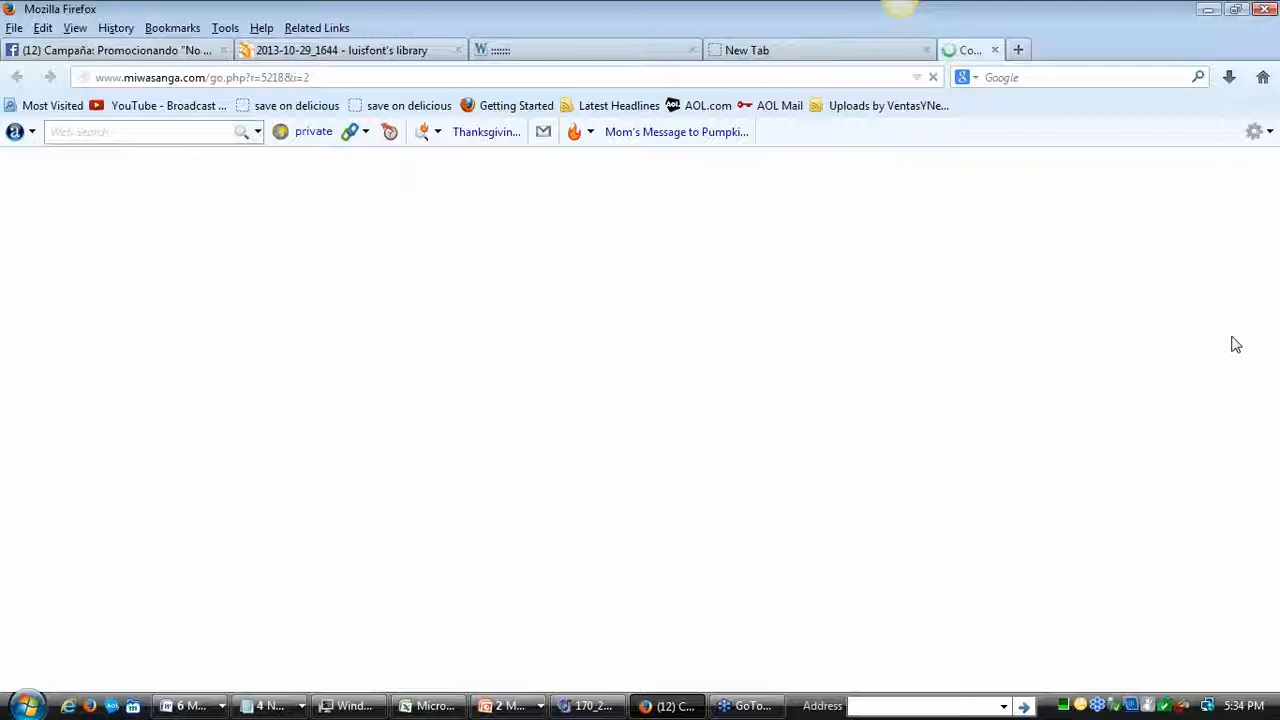 Mozilla Firefox
File Edit View History Bookmarks Tools Help Related Links
(12) Campaña: Promocionando "No ... 2013-10-29_1644 - luisfont's library ::::::: New Tab Co...
www.miwasanga.com/go.php?r=5218&i=2 Google
Most Visited YouTube - Broadcast ... save on delicious save on delicious Getting Started Latest Headlines AOL.com AOL Mail Uploads by VentasYNe...
Web search private Thanksgivin... Mom's Message to Pumpki...
6 M... 4 N... Wind... Micro... 2 M... 170_2... (12) C... GoTo... Address 5:34 PM